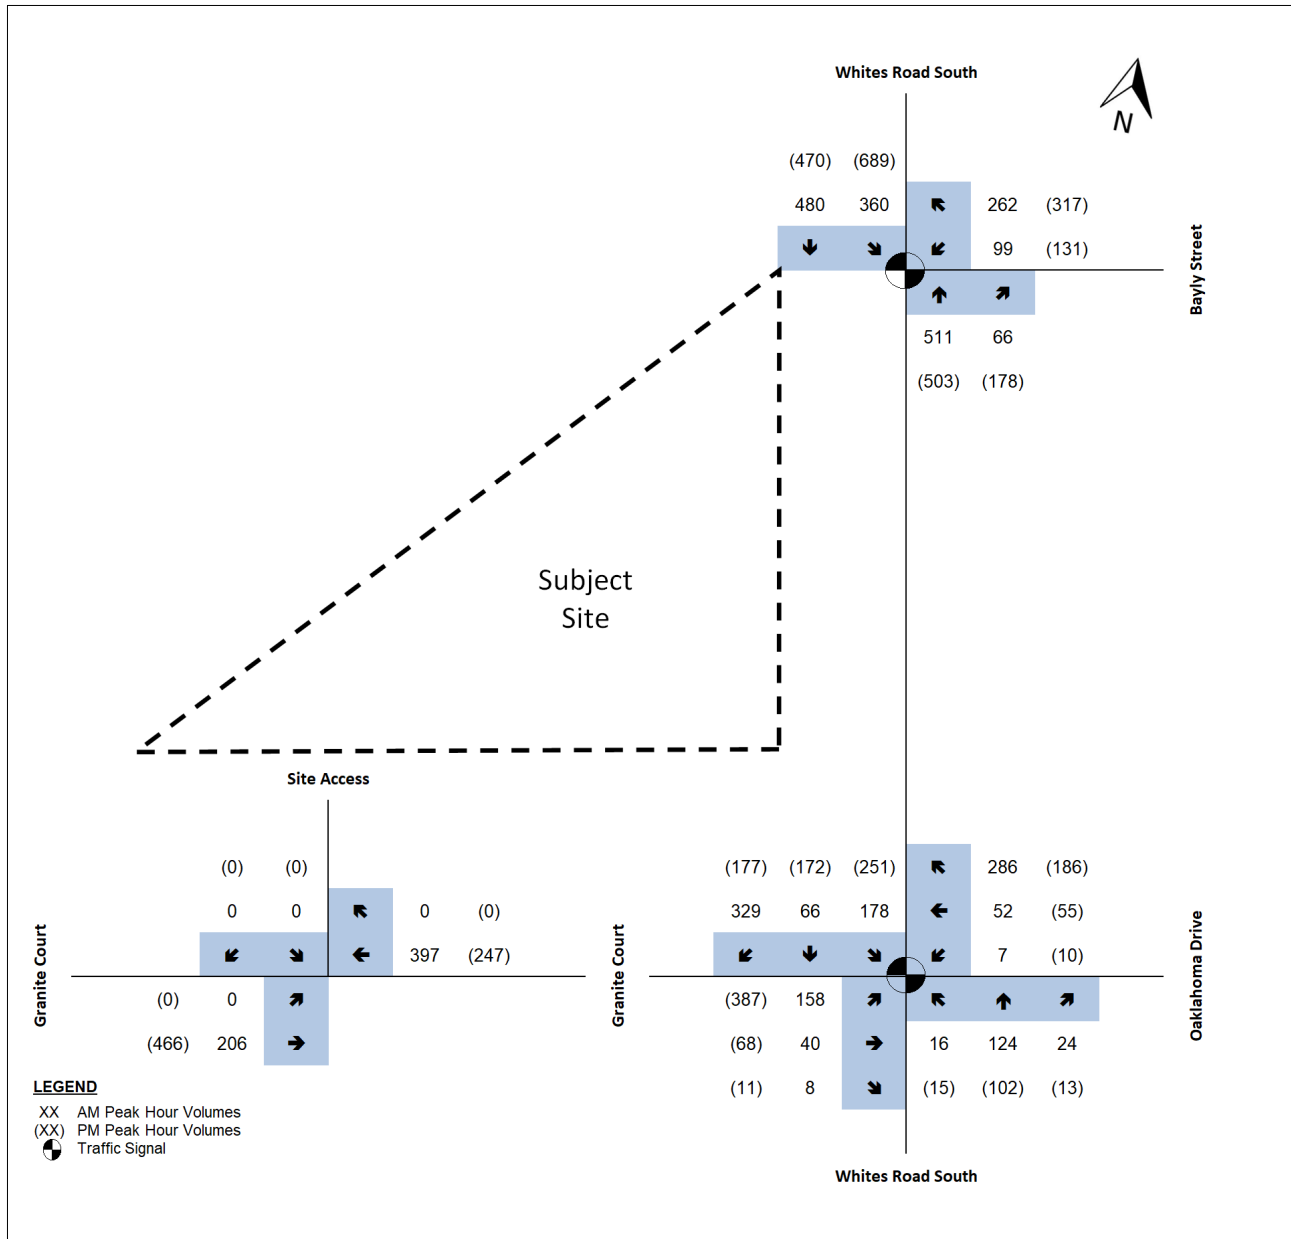 Whites Road South
N
(470) (689)
480 360 262 (317)
99 (131)
Bayly Street
511 66
(503) (178)
Subject
Site
Site Access
(0) (0)
0 0 0 (0)
397 (247)
Granite Court
(0) 0
(466) 206
(177) (172) (251) 286 (186)
329 66 178 52 (55)
7 (10)
Granite Court
Oaklahoma Drive
(387) 158
(68) 40 16 124 24
(11) 8 (15) (102) (13)
Whites Road South
LEGEND
XX AM Peak Hour Volumes
(XX) PM Peak Hour Volumes
Traffic Signal